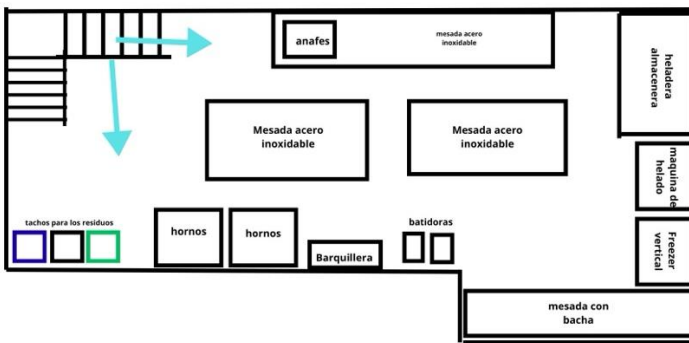 anafes
mesada acero
inoxidable
heladera
almacenera
Mesada acero
inoxidable
Mesada acero
inoxidable
maquina de
helado
tachos para los residuos
hornos
hornos
Barquillera
batidoras
Freezer
vertical
mesada con
bacha